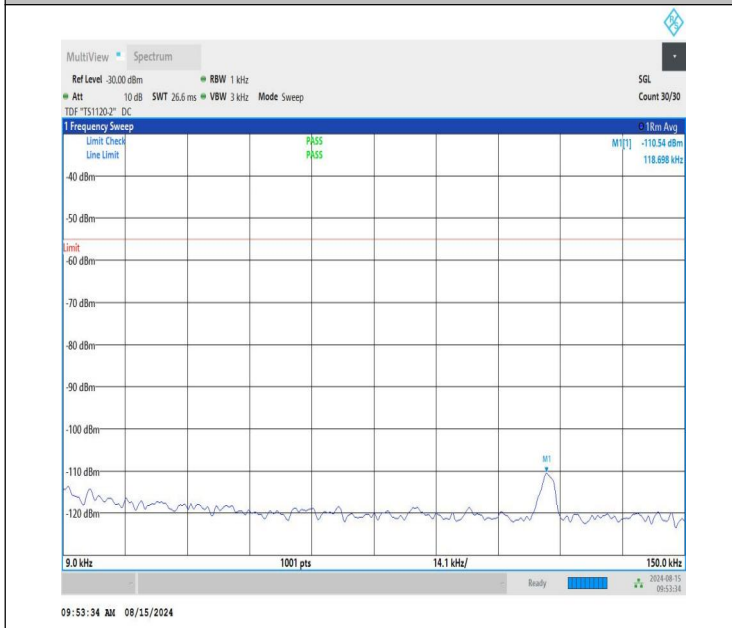 R&S
MultiView Spectrum
Ref Level -30.00 dBm RBW 1 kHz SGL
Att 10 dB SWT 26.6 ms VBW 3 kHz Mode Sweep Count 30/30
TDF "TS1120-2" DC
1 Frequency Sweep 1Rm Avg
Limit Check PASS M1[1] -110.54 dBm
Line Limit PASS 118.698 kHz
-40 dBm
-50 dBm
Limit
-60 dBm
-70 dBm
-80 dBm
-90 dBm
-100 dBm
M1
-110 dBm
-120 dBm
9.0 kHz 1001 pts 14.1 kHz/ 150.0 kHz
Ready 2024-08-15
09:53:34
09:53:34 AM 08/15/2024